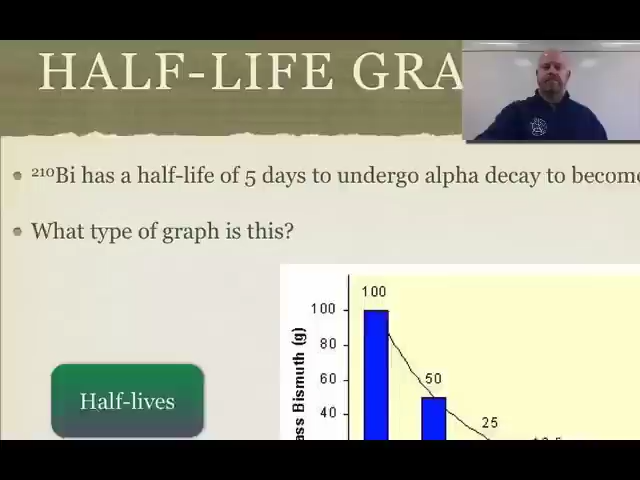 HALF-LIFE GRA
²¹⁰Bi has a half-life of 5 days to undergo alpha decay to become
What type of graph is this?
100
100
80
60
50
40
25
ass Bismuth (g)
Half-lives